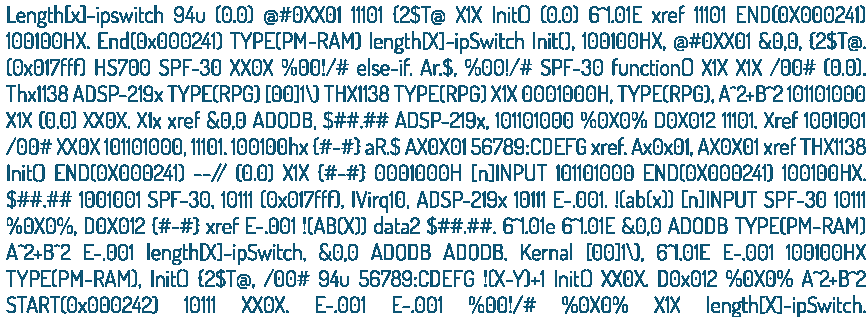 Length[x]-ipswitch 94u (0.0) @#0XX01 11101 {2$T@ X1X Init() (0.0) 6^1.01E xref 11101 END(0X000241)
100100HX. End(0x000241) TYPE(PM-RAM) length[X]-ipSwitch Init(), 100100HX, @#0XX01 &0,0, {2$T@.
(0x017fff) HS700 SPF-30 XX0X %00!/# else-if. Ar.$, %00!/# SPF-30 function() X1X X1X /00# (0.0).
Thx1138 ADSP-219x TYPE(RPG) [00]1\) THX1138 TYPE(RPG) X1X 0001000H, TYPE(RPG), A^2+B^2 101101000
X1X (0.0) XX0X. X1x xref &0,0 ADODB, $##.## ADSP-219x, 101101000 %0X0% D0X012 11101. Xref 1001001
/00# XX0X 101101000, 11101. 100100hx {#-#} aR.$ AX0X01 56789:CDEFG xref. Ax0x01, AX0X01 xref THX1138
Init() END(0X000241) --// (0.0) X1X {#-#} 0001000H [n]INPUT 101101000 END(0X000241) 100100HX.
$##.## 1001001 SPF-30, 10111 (0x017fff), IVirq10, ADSP-219x 10111 E-.001. !(ab(x)) [n]INPUT SPF-30 10111
%0X0%, D0X012 {#-#} xref E-.001 !(AB(X)) data2 $##.##. 6^1.01e 6^1.01E &0,0 ADODB TYPE(PM-RAM)
A^2+B^2 E-.001 length[X]-ipSwitch, &0,0 ADODB ADODB. Kernal [00]1\), 6^1.01E E-.001 100100HX
TYPE(PM-RAM), Init() {2$T@, /00# 94u 56789:CDEFG !(X-Y)+1 Init() XX0X. D0x012 %0X0% A^2+B^2
START(0x000242) 10111 XX0X. E-.001 E-.001 %00!/# %0X0% X1X length[X]-ipSwitch.